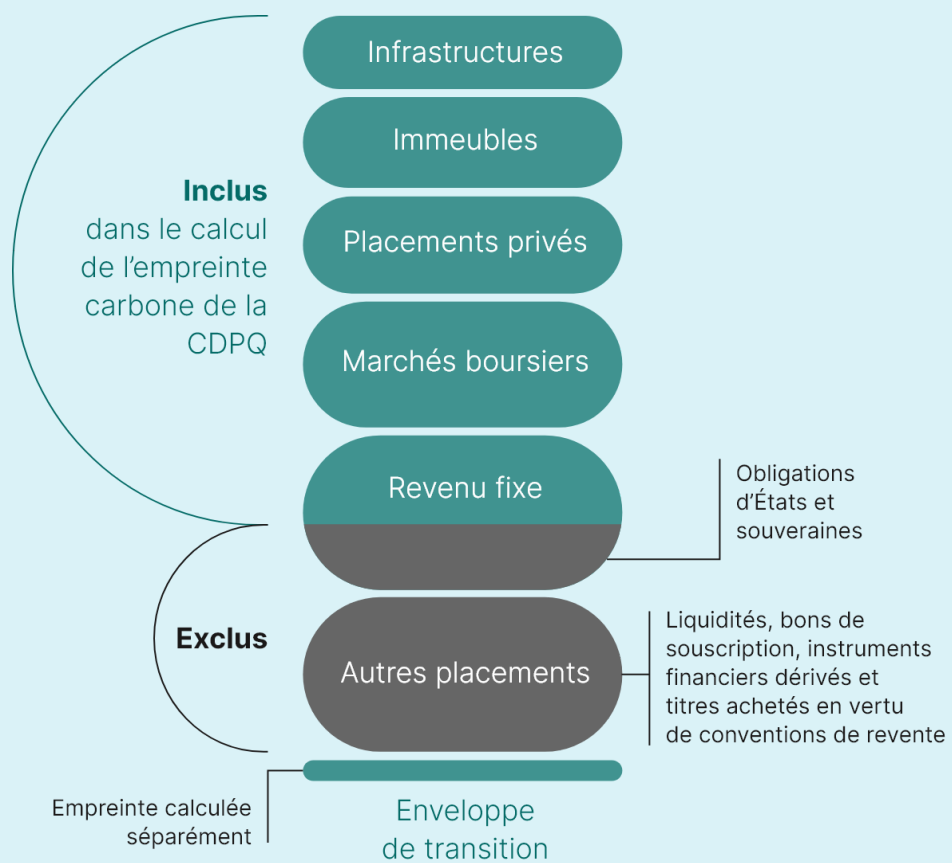 Infrastructures
Immeubles
Placements privés
Marchés boursiers
Revenu fixe
Autres placements
Inclus
dans le calcul
de l’empreinte
carbone de la
CDPQ
Exclus
Obligations
d’États et
souveraines
Liquidités, bons de
souscription, instruments
financiers dérivés et
titres achetés en vertu
de conventions de revente
Empreinte calculée
séparément
Enveloppe
de transition